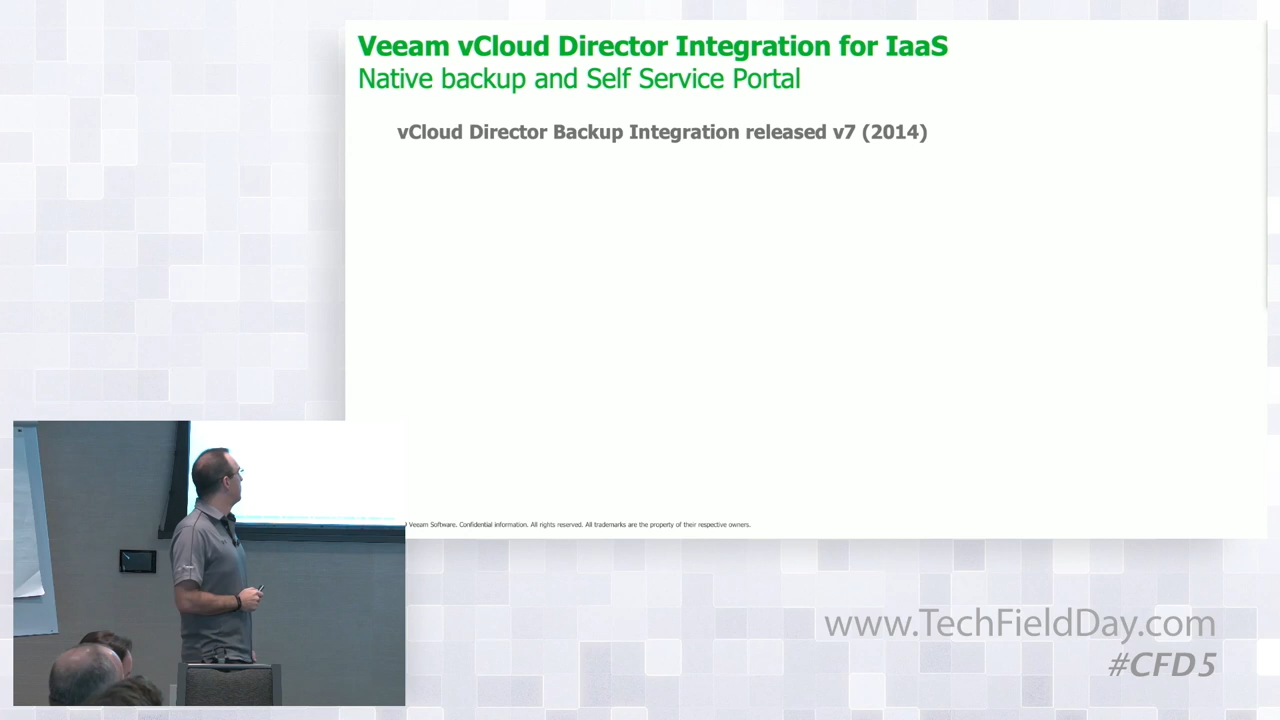 Veeam vCloud Director Integration for IaaS
Native backup and Self Service Portal
vCloud Director Backup Integration released v7 (2014)
Veeam Software. Confidential information. All rights reserved. All trademarks are the property of their respective owners.
www.TechFieldDay.com
#CFD5